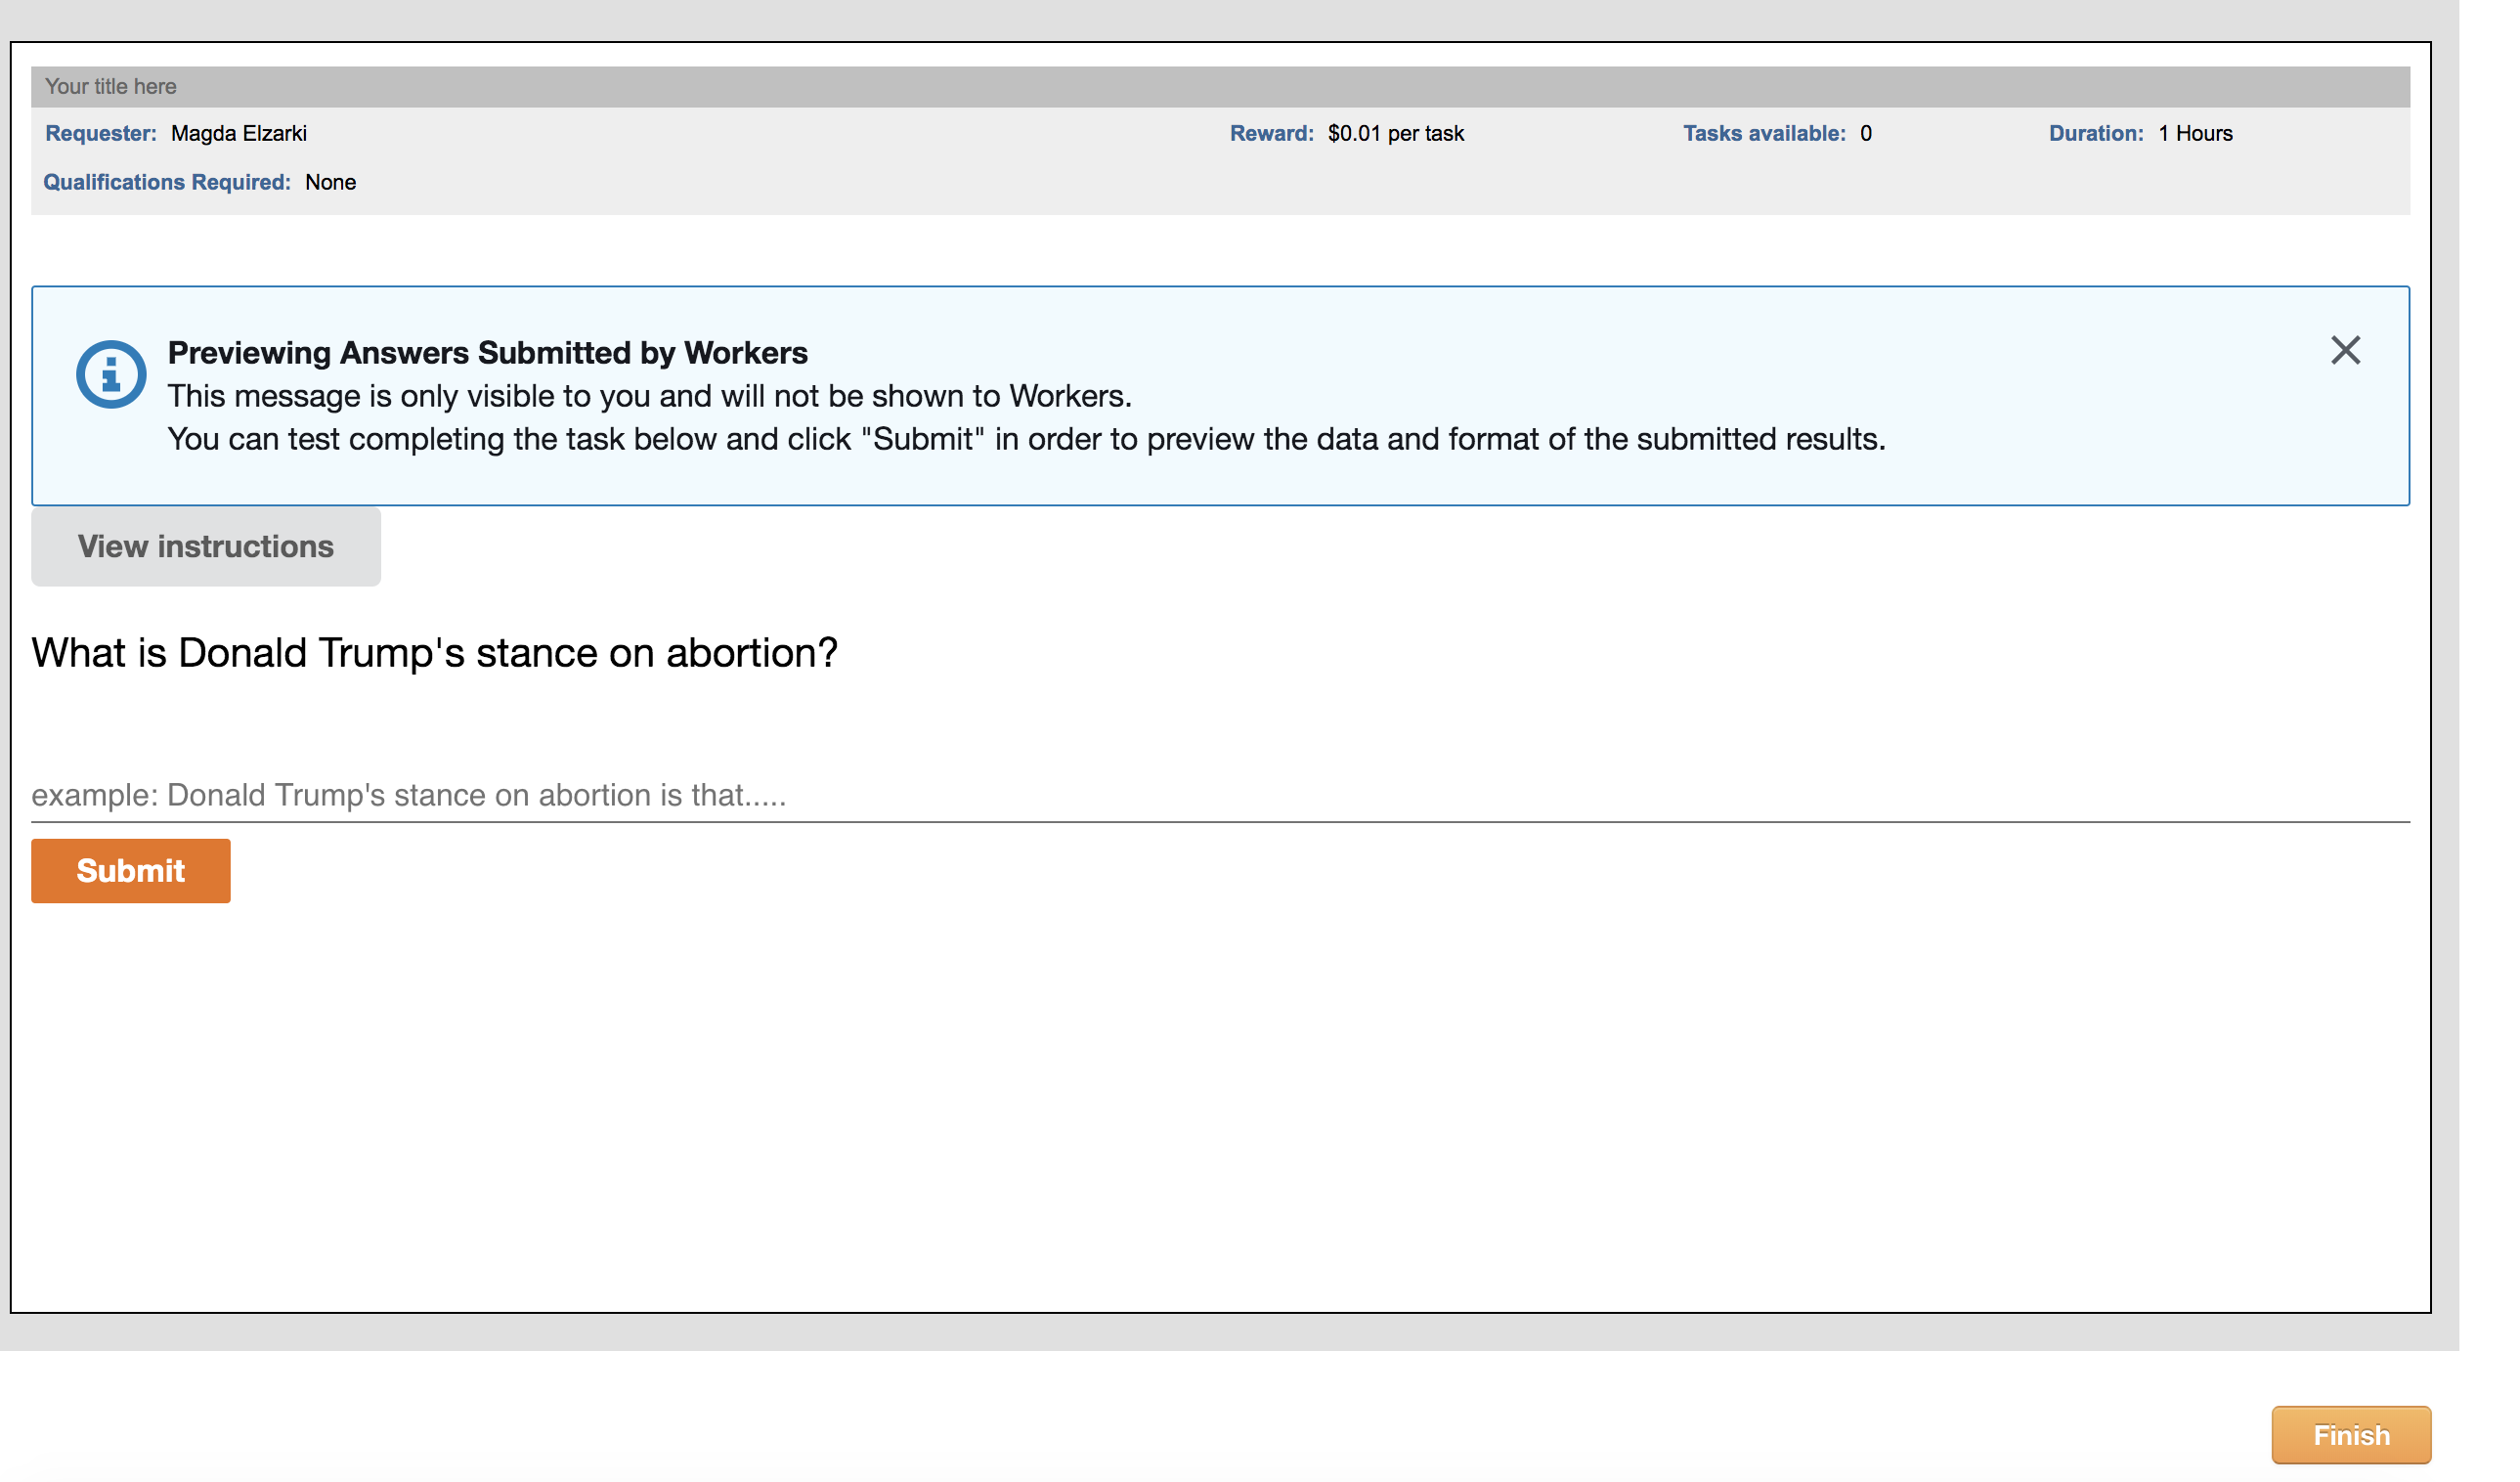 Your title here
Requester: Magda Elzarki Reward: $0.01 per task Tasks available: 0 Duration: 1 Hours
Qualifications Required: None
Previewing Answers Submitted by Workers
This message is only visible to you and will not be shown to Workers.
You can test completing the task below and click "Submit" in order to preview the data and format of the submitted results.
View instructions
What is Donald Trump's stance on abortion?
example: Donald Trump's stance on abortion is that.....
Submit
Finish